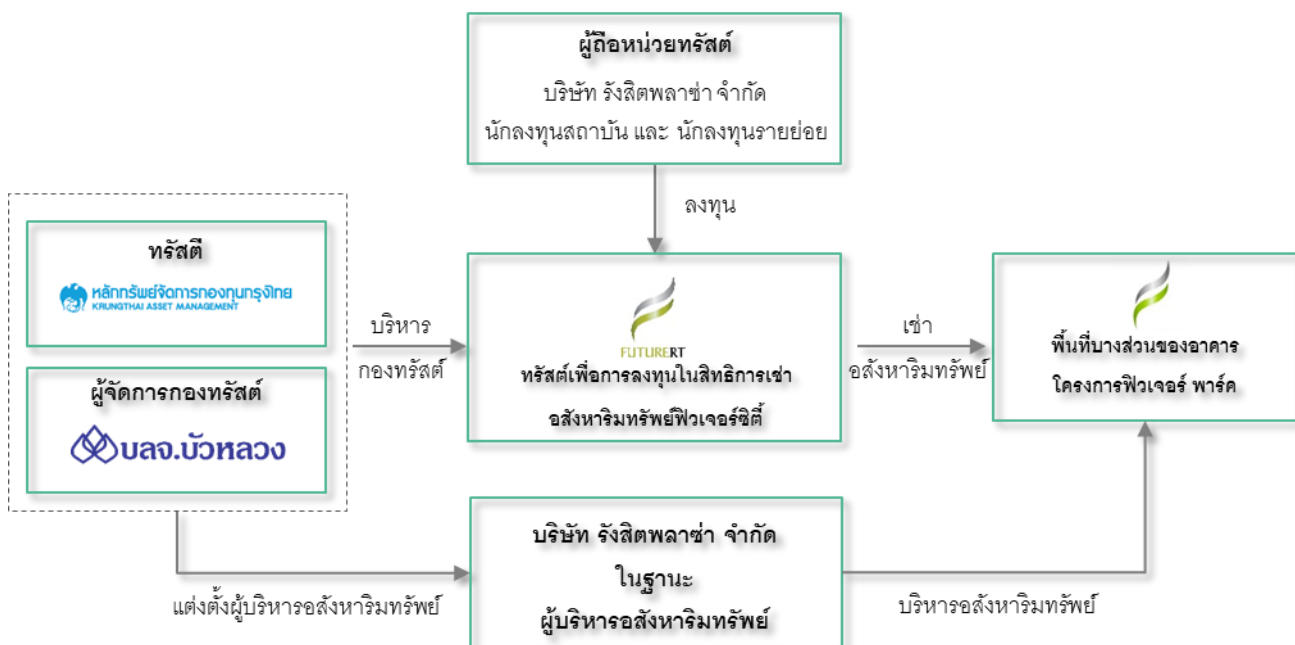 ผู้ถือหน่วยทรัสต์
บริษัท รังสิตพลาซ่า จำกัด
นักลงทุนสถาบัน และ นักลงทุนรายย่อย
ลงทุน
ทรัสตี
หลักทรัพย์จัดการกองทุนกรุงไทย
KRUNGTHAI ASSET MANAGEMENT
ผู้จัดการกองทรัสต์
บลจ.บัวหลวง
บริหาร
กองทรัสต์
FUTURERT
ทรัสต์เพื่อการลงทุนในสิทธิการเช่า
อสังหาริมทรัพย์ฟิวเจอร์ซิตี้
เช่า
อสังหาริมทรัพย์
พื้นที่บางส่วนของอาคาร
โครงการฟิวเจอร์ พาร์ค
แต่งตั้งผู้บริหารอสังหาริมทรัพย์
บริษัท รังสิตพลาซ่า จำกัด
ในฐานะ
ผู้บริหารอสังหาริมทรัพย์
บริหารอสังหาริมทรัพย์